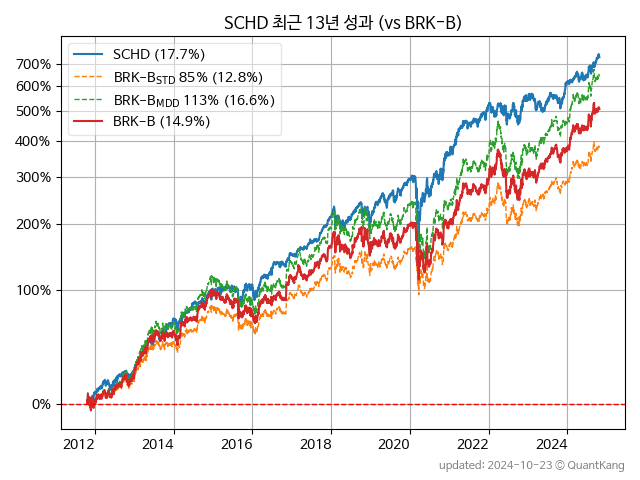 SCHD 최근 13년 성과 (vs BRK-B)
SCHD (17.7%)
BRK-B_STD 85% (12.8%)
BRK-B_MDD 113% (16.6%)
BRK-B (14.9%)
700%
600%
500%
400%
300%
200%
100%
0%
2012 2014 2016 2018 2020 2022 2024
updated: 2024-10-23 © QuantKang